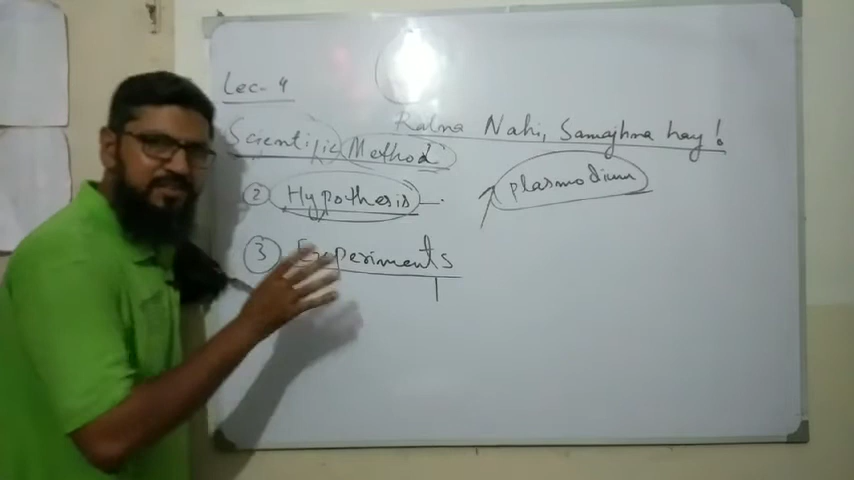 Lec-4
Ratna Nahi, Samajhna hay!
Scientific Method
② Hypothesis
plasmodium
③ Experiments